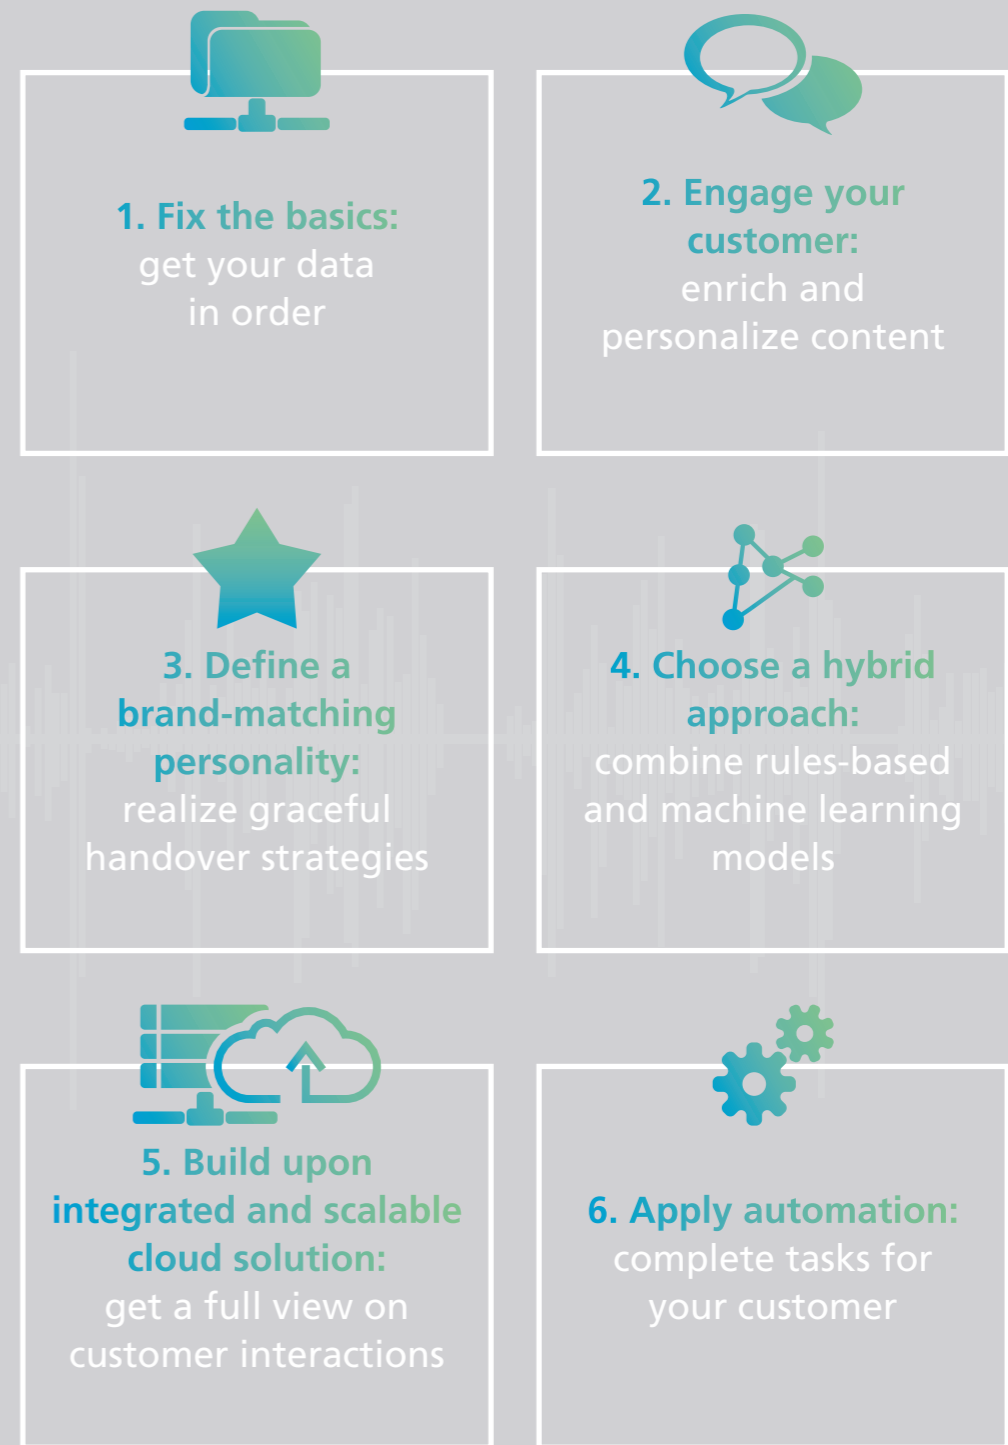 1. Fix the basics:
get your data
in order
2. Engage your
customer:
enrich and
personalize content
3. Define a
brand-matching
personality:
realize graceful
handover strategies
4. Choose a hybrid
approach:
combine rules-based
and machine learning
models
5. Build upon
integrated and scalable
cloud solution:
get a full view on
customer interactions
6. Apply automation:
complete tasks for
your customer